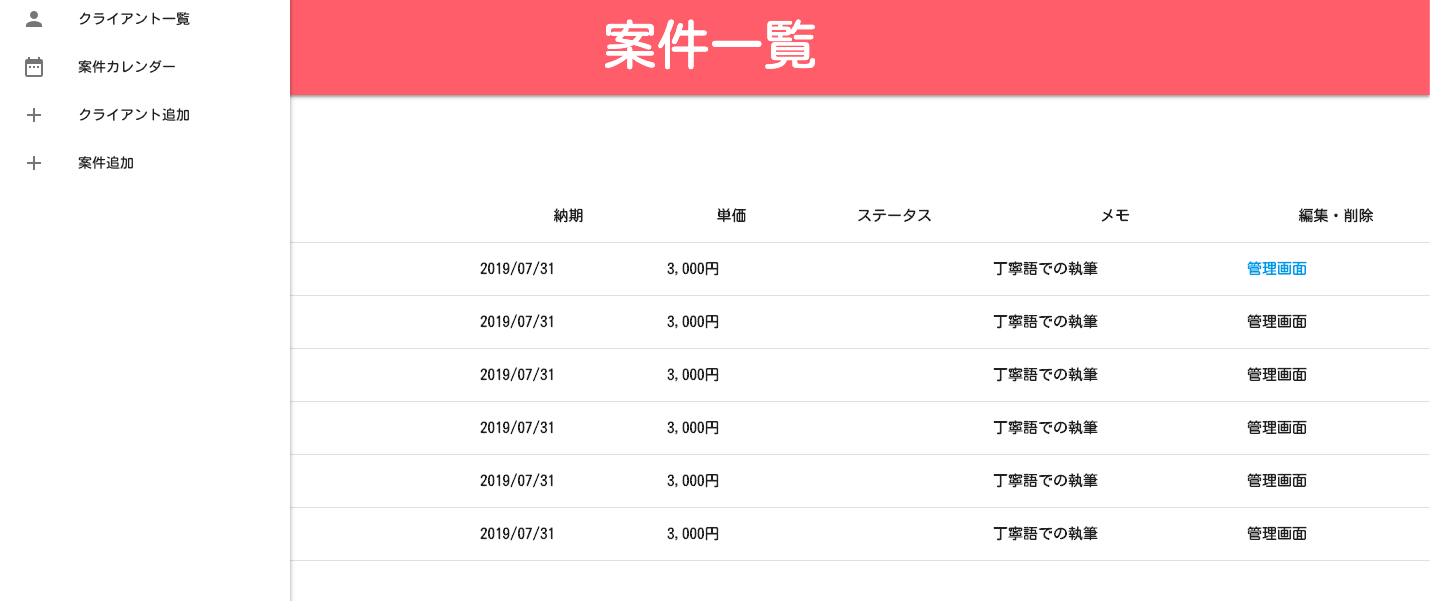 クライアント一覧
案件カレンダー
クライアント追加
案件追加
案件一覧
納期 単価 ステータス メモ 編集・削除
2019/07/31 3,000円 丁寧語での執筆 管理画面
2019/07/31 3,000円 丁寧語での執筆 管理画面
2019/07/31 3,000円 丁寧語での執筆 管理画面
2019/07/31 3,000円 丁寧語での執筆 管理画面
2019/07/31 3,000円 丁寧語での執筆 管理画面
2019/07/31 3,000円 丁寧語での執筆 管理画面